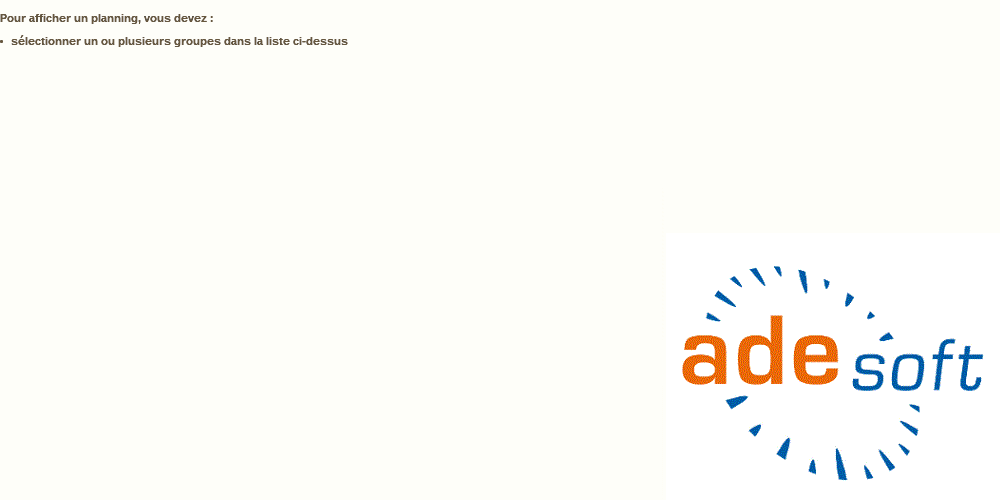 Pour afficher un planning, vous devez :
▪ sélectionner un ou plusieurs groupes dans la liste ci-dessus
ade soft